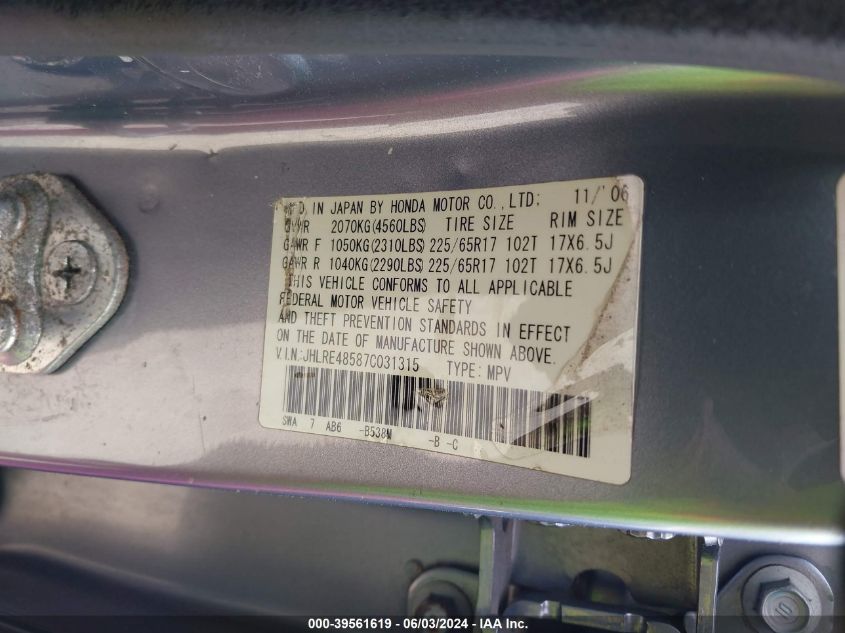 MFD IN JAPAN BY HONDA MOTOR CO.,LTD: 11/'06
GVWR 2070KG(4560LBS) TIRE SIZE RIM SIZE
GAWR F 1050KG(2310LBS) 225/65R17 102T 17X6.5J
GAWR R 1040KG(2290LBS) 225/65R17 102T 17X6.5J
THIS VEHICLE CONFORMS TO ALL APPLICABLE
FEDERAL MOTOR VEHICLE SAFETY
AND THEFT PREVENTION STANDARDS IN EFFECT
ON THE DATE OF MANUFACTURE SHOWN ABOVE.
V.I.N:JHLRE48587C031315 TYPE: MPV
SWA 7 AB6 -B538M -B -C
10
000-39561619 - 06/03/2024 - IAA Inc.